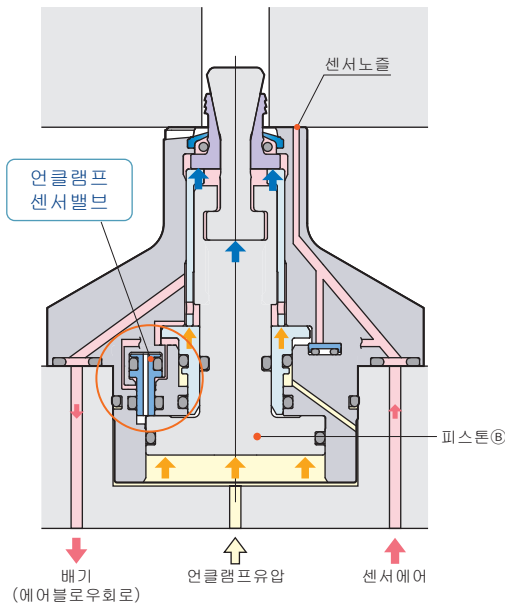 센서노즐
언클램프
센서밸브
피스톤Ⓑ
배기
(에어블로우회로)
언클램프유압
센서에어